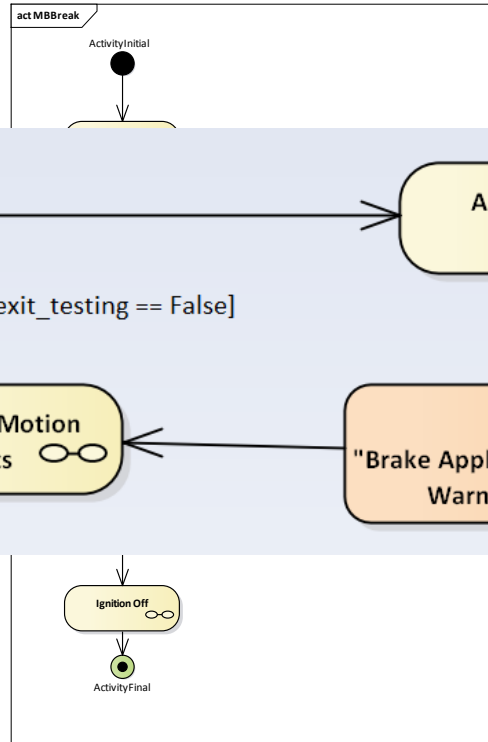 act MBBreak
ActivityInitial
A
exit_testing == False]
Motion
"Brake Appl
Warn
Ignition Off
ActivityFinal